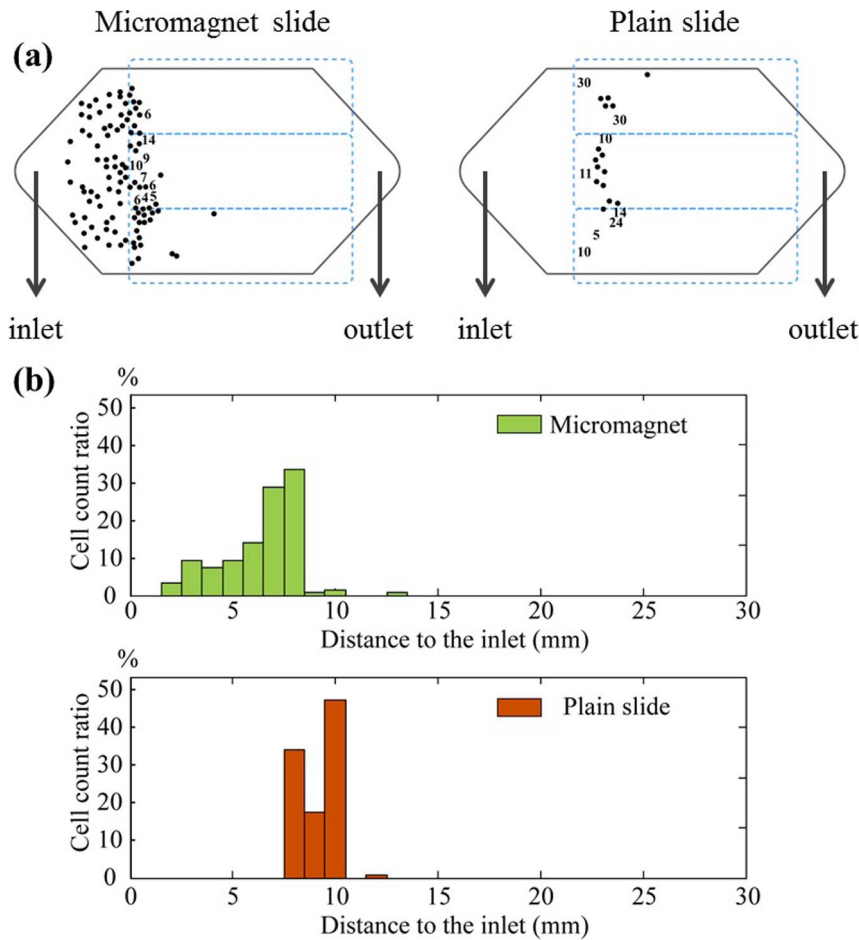 Micromagnet slide
Plain slide
(a)
6
14
9
10
7
6
6 4 5
inlet
outlet
30
30
10
11
14
24
5
10
inlet
outlet
(b)
%
50
40
30
20
10
0
Cell count ratio
Micromagnet
0 5 10 15 20 25 30
Distance to the inlet (mm)
%
50
40
30
20
10
0
Cell count ratio
Plain slide
0 5 10 15 20 25 30
Distance to the inlet (mm)